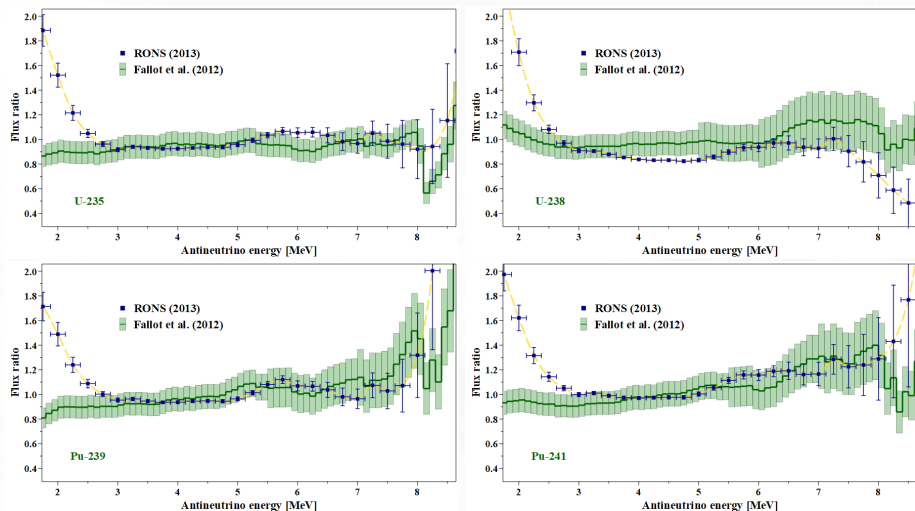 2.0
1.8
1.6
1.4
1.2
1.0
0.8
0.6
0.4
Flux ratio
RONS (2013)
Fallot et al. (2012)
U-235
2 3 4 5 6 7 8
Antineutrino energy [MeV]
2.0
1.8
1.6
1.4
1.2
1.0
0.8
0.6
0.4
Flux ratio
RONS (2013)
Fallot et al. (2012)
U-238
2 3 4 5 6 7 8
Antineutrino energy [MeV]
2.0
1.8
1.6
1.4
1.2
1.0
0.8
0.6
0.4
Flux ratio
RONS (2013)
Fallot et al. (2012)
Pu-239
2 3 4 5 6 7 8
Antineutrino energy [MeV]
2.0
1.8
1.6
1.4
1.2
1.0
0.8
0.6
0.4
Flux ratio
RONS (2013)
Fallot et al. (2012)
Pu-241
2 3 4 5 6 7 8
Antineutrino energy [MeV]